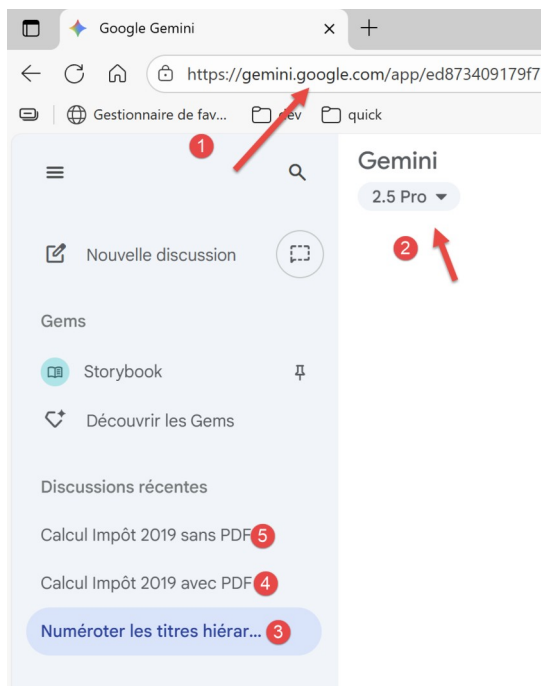 Google Gemini
https://gemini.google.com/app/ed873409179f7
Gestionnaire de fav... dev quick
1
Gemini
2.5 Pro
2
Nouvelle discussion
Gems
Storybook
Découvrir les Gems
Discussions récentes
Calcul Impôt 2019 sans PDF 5
Calcul Impôt 2019 avec PDF 4
Numéroter les titres hiérar... 3